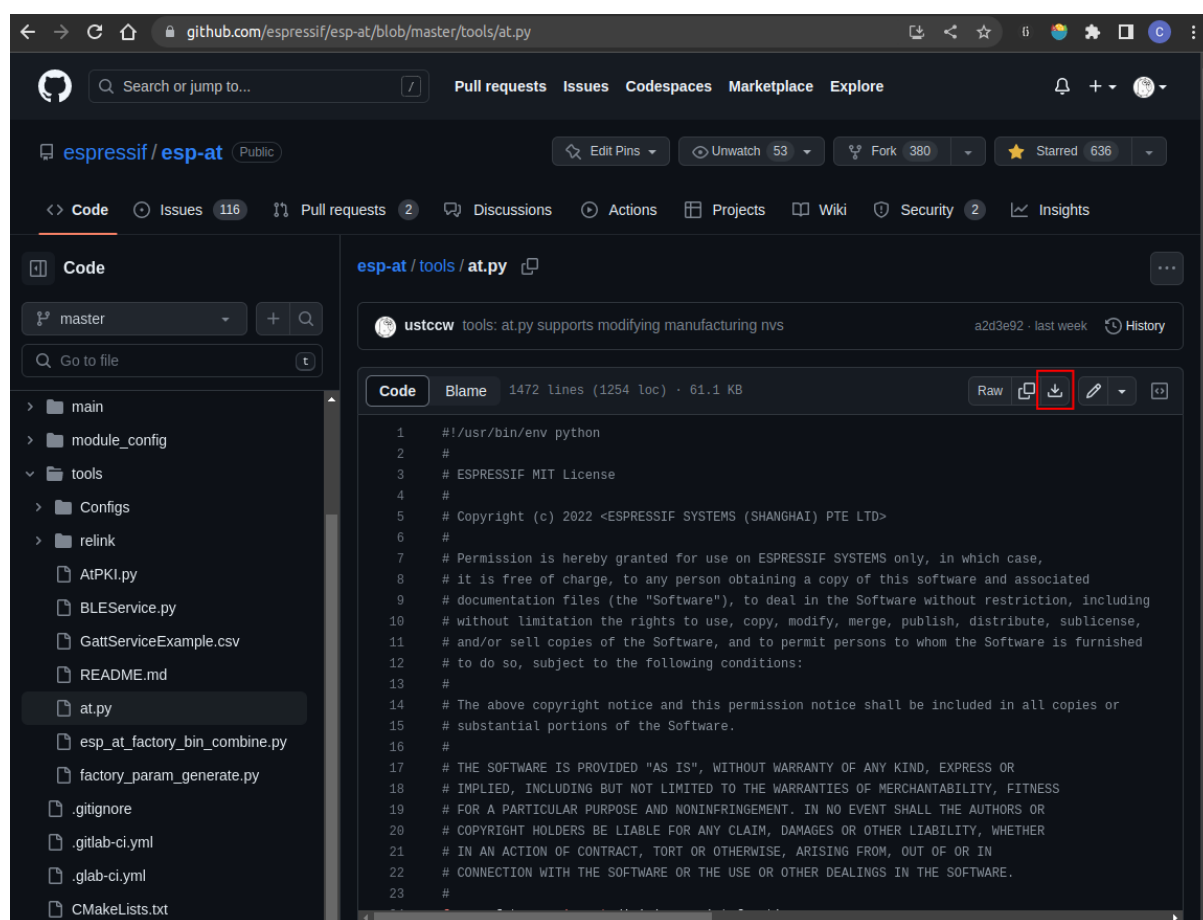 github.com/espressif/esp-at/blob/master/tools/at.py
C
Search or jump to...
/
Pull requests Issues Codespaces Marketplace Explore
espressif / esp-at Public
Edit Pins
Unwatch 53
Fork 380
Starred 636
Code
Issues 116
Pull requests 2
Discussions
Actions
Projects
Wiki
Security 2
Insights
Code
master
Go to file
t
main
module_config
tools
Configs
relink
AtPKI.py
BLEService.py
GattServiceExample.csv
README.md
at.py
esp_at_factory_bin_combine.py
factory_param_generate.py
.gitignore
.gitlab-ci.yml
.glab-ci.yml
CMakeLists.txt
esp-at / tools / at.py
ustccw tools: at.py supports modifying manufacturing nvs
a2d3e92 · last week
History
Code Blame 1472 lines (1254 loc) · 61.1 KB
Raw
1 #!/usr/bin/env python
2 #
3 # ESPRESSIF MIT License
4 #
5 # Copyright (c) 2022 <ESPRESSIF SYSTEMS (SHANGHAI) PTE LTD>
6 #
7 # Permission is hereby granted for use on ESPRESSIF SYSTEMS only, in which case,
8 # it is free of charge, to any person obtaining a copy of this software and associated
9 # documentation files (the "Software"), to deal in the Software without restriction, including
10 # without limitation the rights to use, copy, modify, merge, publish, distribute, sublicense,
11 # and/or sell copies of the Software, and to permit persons to whom the Software is furnished
12 # to do so, subject to the following conditions:
13 #
14 # The above copyright notice and this permission notice shall be included in all copies or
15 # substantial portions of the Software.
16 #
17 # THE SOFTWARE IS PROVIDED "AS IS", WITHOUT WARRANTY OF ANY KIND, EXPRESS OR
18 # IMPLIED, INCLUDING BUT NOT LIMITED TO THE WARRANTIES OF MERCHANTABILITY, FITNESS
19 # FOR A PARTICULAR PURPOSE AND NONINFRINGEMENT. IN NO EVENT SHALL THE AUTHORS OR
20 # COPYRIGHT HOLDERS BE LIABLE FOR ANY CLAIM, DAMAGES OR OTHER LIABILITY, WHETHER
21 # IN AN ACTION OF CONTRACT, TORT OR OTHERWISE, ARISING FROM, OUT OF OR IN
22 # CONNECTION WITH THE SOFTWARE OR THE USE OR OTHER DEALINGS IN THE SOFTWARE.
23 #